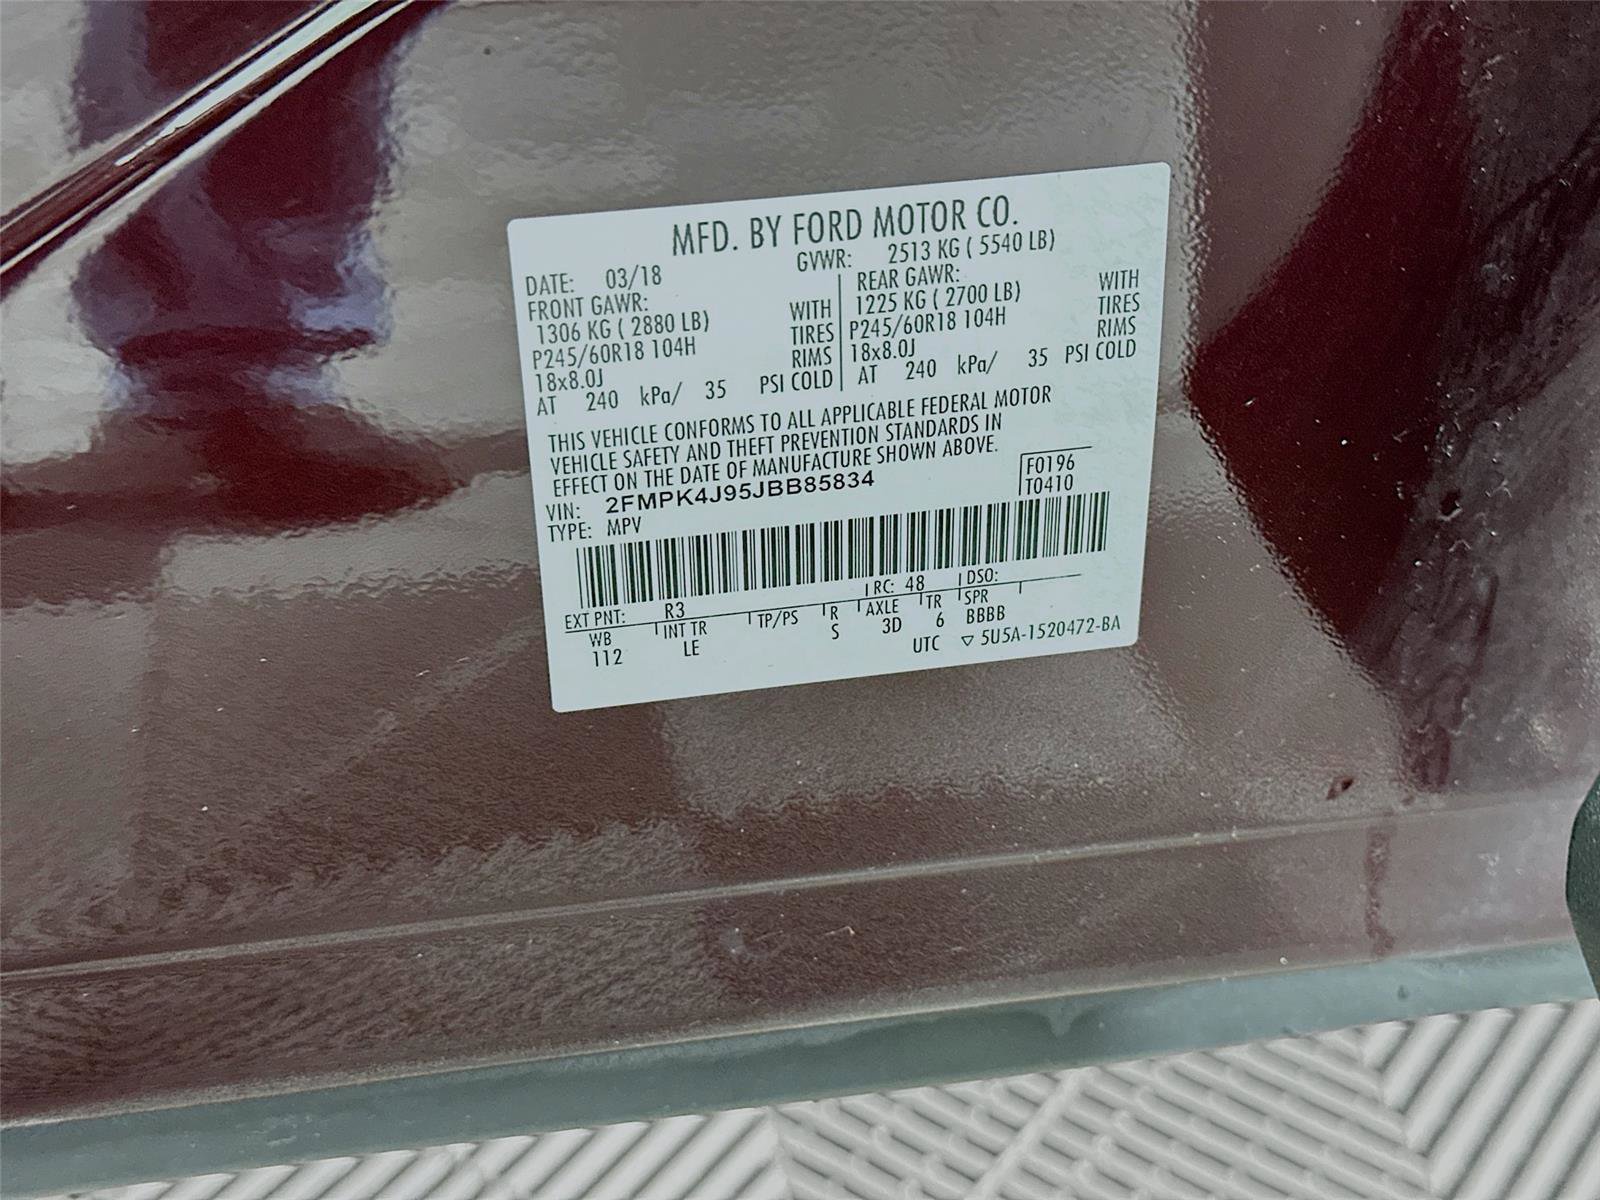 MFD. BY FORD MOTOR CO.
DATE: 03/18 GVWR: 2513 KG ( 5540 LB)
FRONT GAWR: REAR GAWR:
1306 KG ( 2880 LB) WITH 1225 KG ( 2700 LB) WITH
P245/60R18 104H TIRES P245/60R18 104H TIRES
18x8.0J RIMS 18x8.0J RIMS
AT 240 kPa/ 35 PSI COLD AT 240 kPa/ 35 PSI COLD
THIS VEHICLE CONFORMS TO ALL APPLICABLE FEDERAL MOTOR
VEHICLE SAFETY AND THEFT PREVENTION STANDARDS IN
EFFECT ON THE DATE OF MANUFACTURE SHOWN ABOVE.
VIN: 2FMPK4J95JBB85834 F0196
TYPE: MPV T0410
EXT PNT: R3 RC: 48 DSO:
WB INT TR TP/PS R AXLE TR SPR
112 LE S 3D 6 BBBB
UTC ▽ 5U5A-1520472-BA